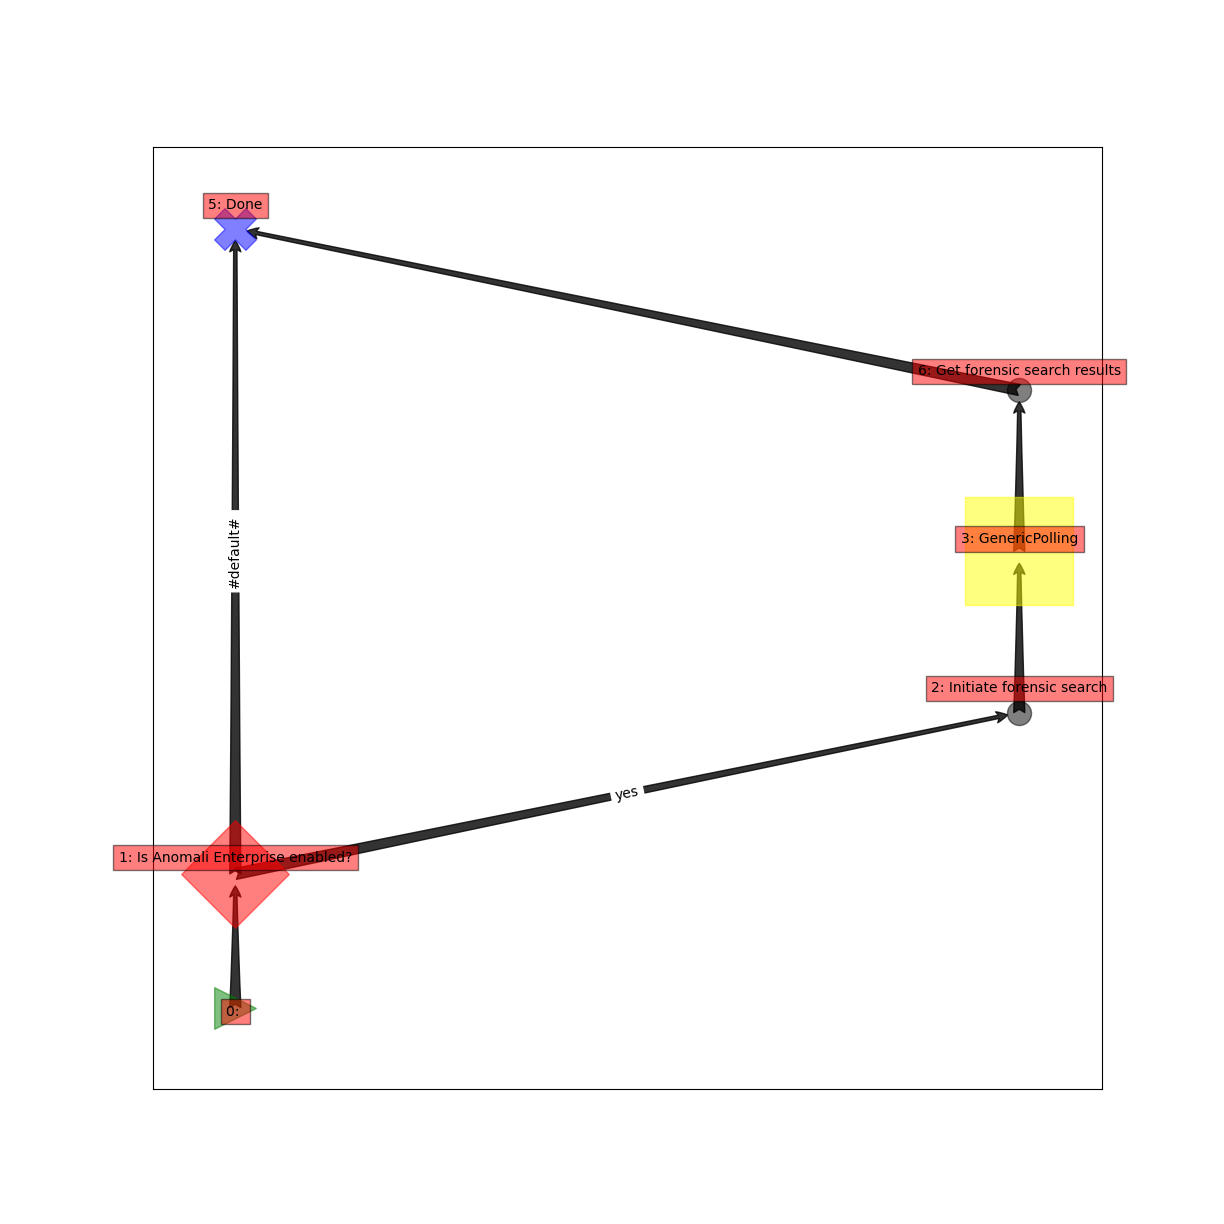 5: Done
6: Get forensic search results
#default#
3: GenericPolling
2: Initiate forensic search
yes
1: Is Anomali Enterprise enabled?
0: